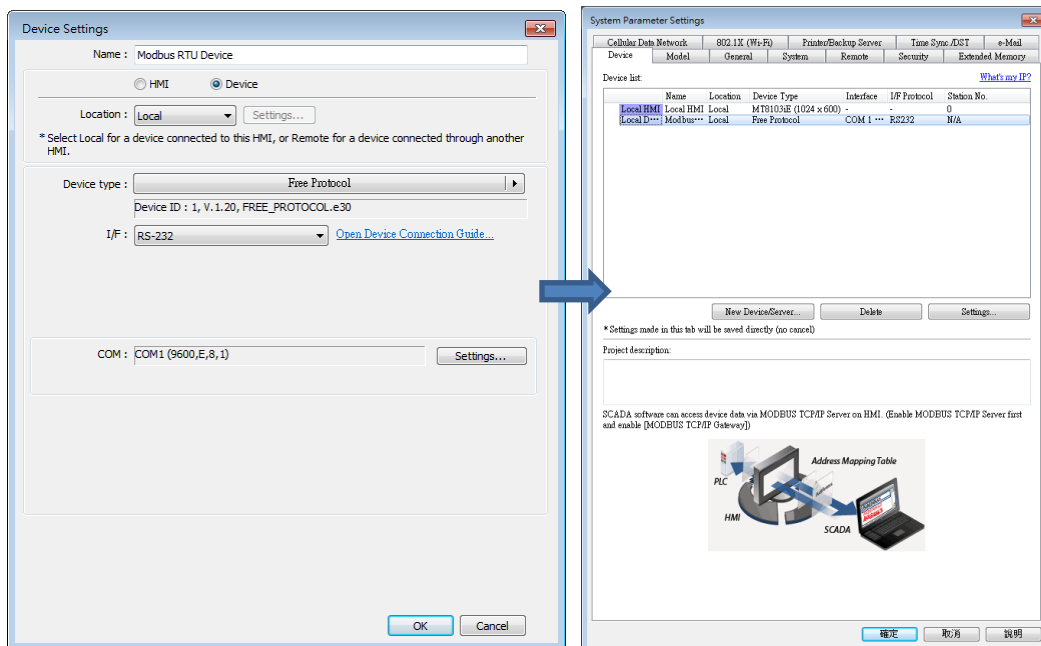 Device Settings
Name : Modbus RTU Device
HMI Device
Location : Local Settings...
* Select Local for a device connected to this HMI, or Remote for a device connected through another
HMI.
Device type : Free Protocol
Device ID : 1, V.1.20, FREE_PROTOCOL.e30
I/F : RS-232 Open Device Connection Guide...
COM : COM1 (9600,E,8,1) Settings...
OK Cancel
System Parameter Settings
Cellular Data Network 802.1X (Wi-Fi) Printer/Backup Server Time Sync./DST e-Mail
Device Model General System Remote Security Extended Memory
Device list: What's my IP?
Name Location Device Type Interface I/F Protocol Station No.
Local HMI Local HMI Local MT8103iE (1024 x 600) - - 0
Local D··· Modbus··· Local Free Protocol COM 1 ··· RS232 N/A
New Device/Server... Delete Settings...
* Settings made in this tab will be saved directly (no cancel)
Project description:
SCADA software can access device data via MODBUS TCP/IP Server on HMI. (Enable MODBUS TCP/IP Server first
and enable [MODBUS TCP/IP Gateway])
Address Mapping Table
PLC
HMI
SCADA
確定 取消 說明